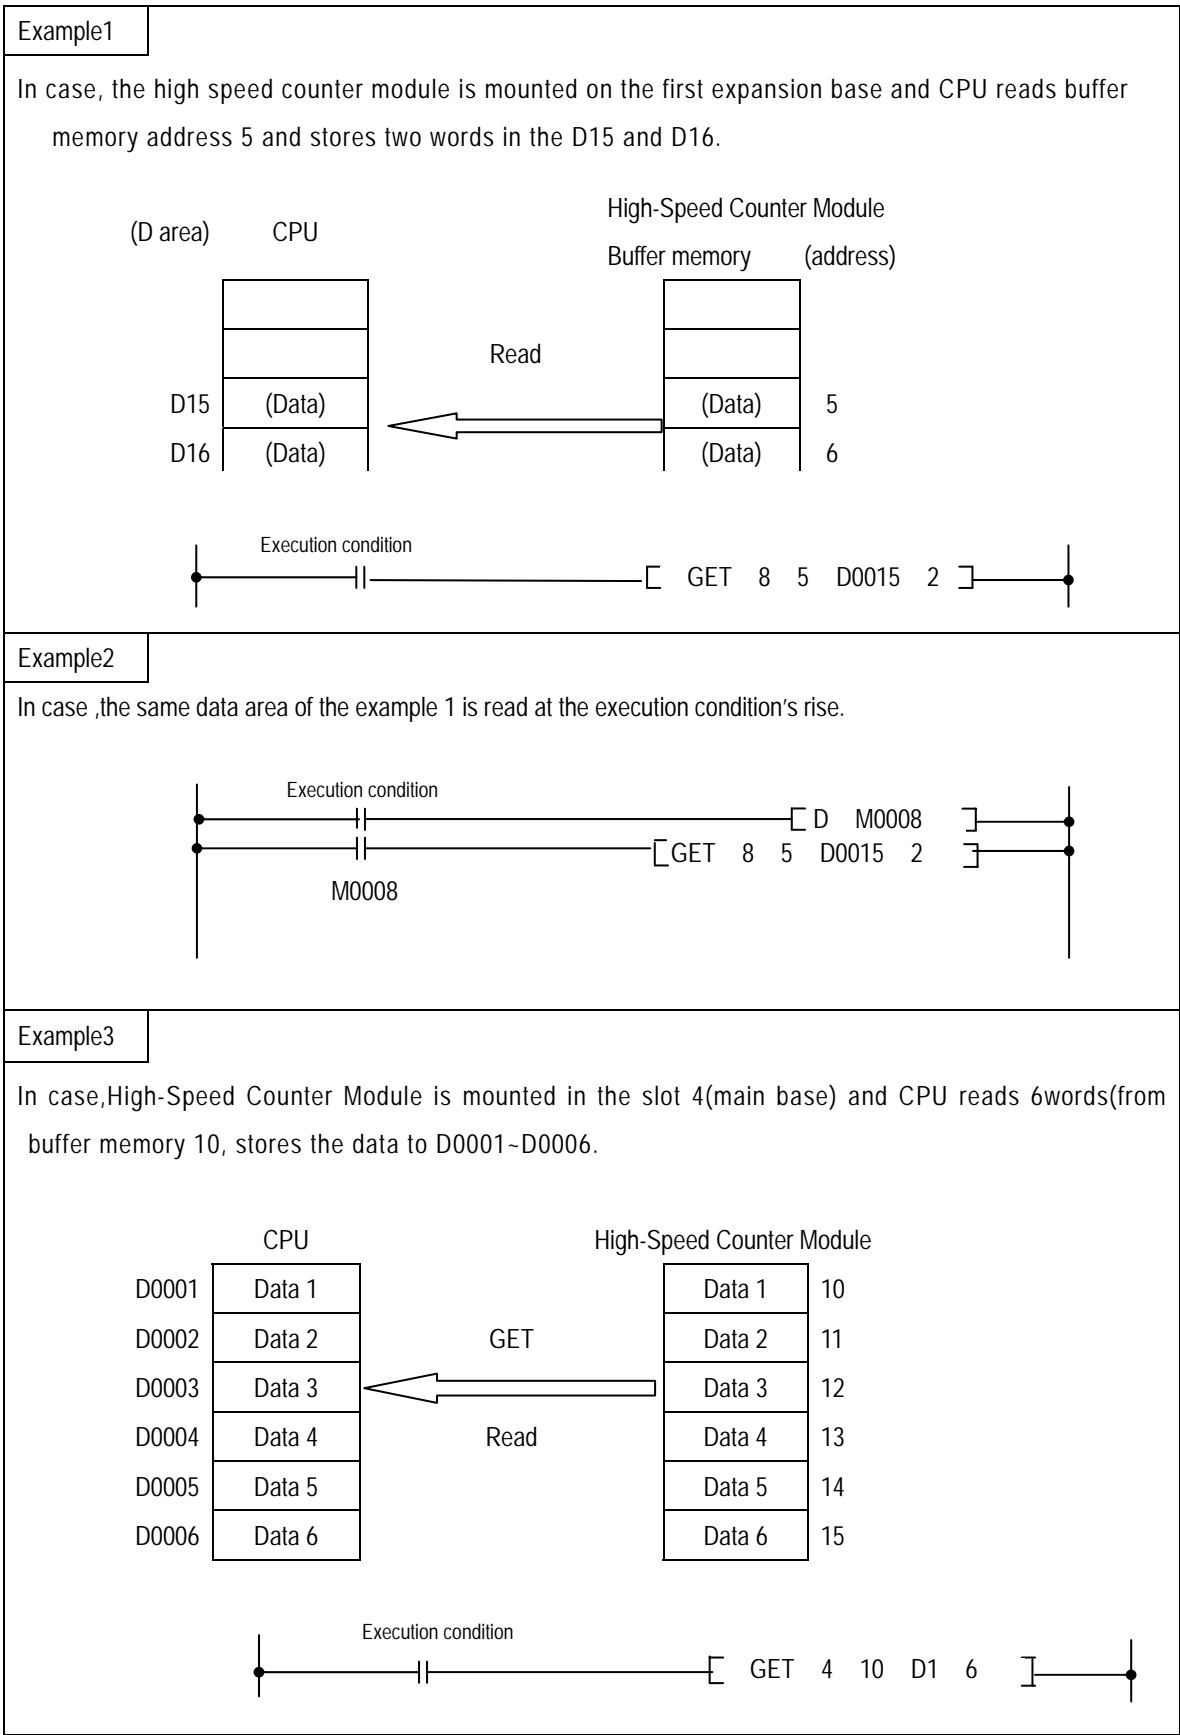 Example1
In case, the high speed counter module is mounted on the first expansion base and CPU reads buffer
memory address 5 and stores two words in the D15 and D16.
High-Speed Counter Module
(D area) CPU
Buffer memory (address)
Read
D15 (Data) (Data) 5
D16 (Data) (Data) 6
Execution condition
GET 8 5 D0015 2
Example2
In case ,the same data area of the example 1 is read at the execution condition’s rise.
Execution condition
D M0008
GET 8 5 D0015 2
M0008
Example3
In case,High-Speed Counter Module is mounted in the slot 4(main base) and CPU reads 6words(from
buffer memory 10, stores the data to D0001~D0006.
CPU High-Speed Counter Module
D0001 Data 1 Data 1 10
D0002 Data 2 GET Data 2 11
D0003 Data 3 Data 3 12
D0004 Data 4 Read Data 4 13
D0005 Data 5 Data 5 14
D0006 Data 6 Data 6 15
Execution condition
GET 4 10 D1 6